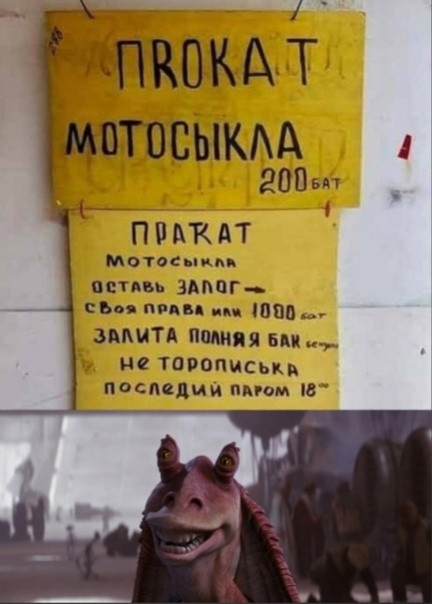 ПROКАТ
МОТОСЫКЛА
200 БАТ
ПРАКАТ
МОТОСЫКЛА
ОСТАВЬ ЗАЛОГ→
СВОЯ ПРАВА ИЛИ 1000 БАТ
ЗАЛИТА ПОЛНЯЯ БАК
НЕ ТОРОПИСЬКА
ПОСЛЕДИЙ ПАРОМ 18⁰⁰